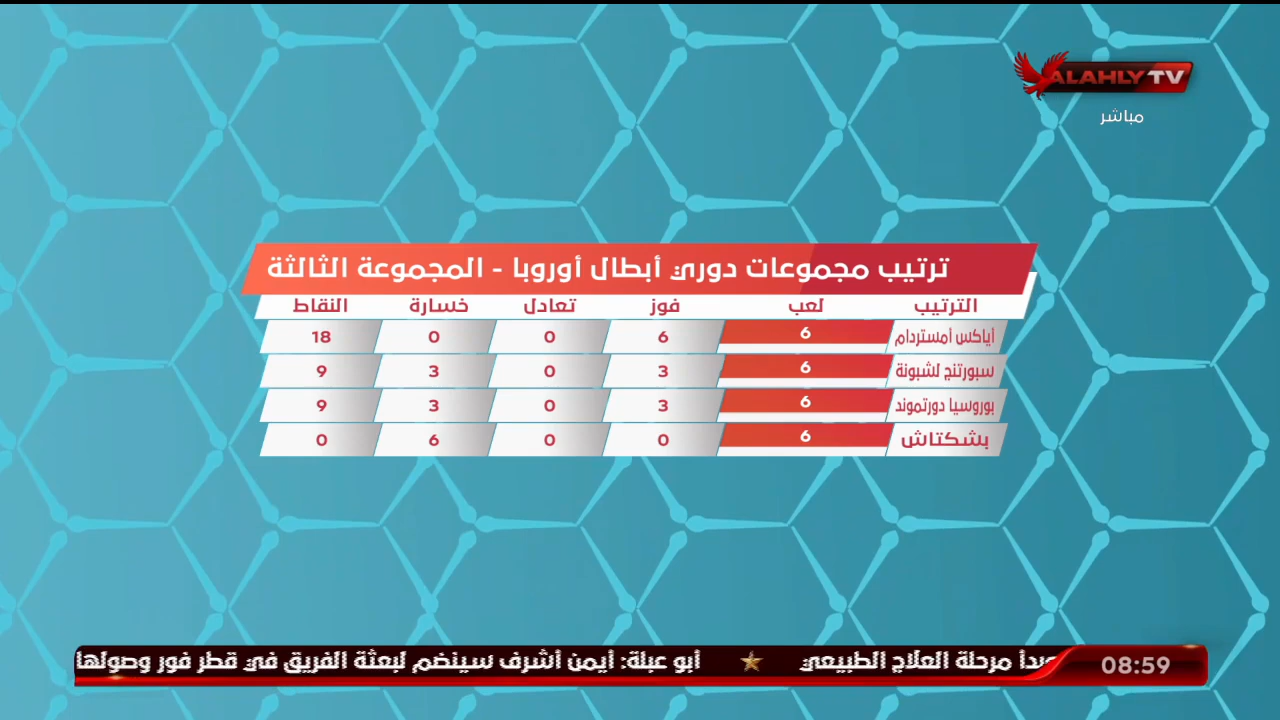 ALAHLY TV
مباشر
ترتيب مجموعات دوري أبطال أوروبا - المجموعة الثالثة
الترتيب لعب فوز تعادل خسارة النقاط
أياكس أمستردام 6 6 0 0 18
سبورتنج لشبونة 6 3 0 3 9
بوروسيا دورتموند 6 3 0 3 9
بشكتاش 6 0 0 6 0
08:59 مرحلة العلاج الطبيعي أبو عبلة: أيمن أشرف سينضم لبعثة الفريق في قطر فور وصولها